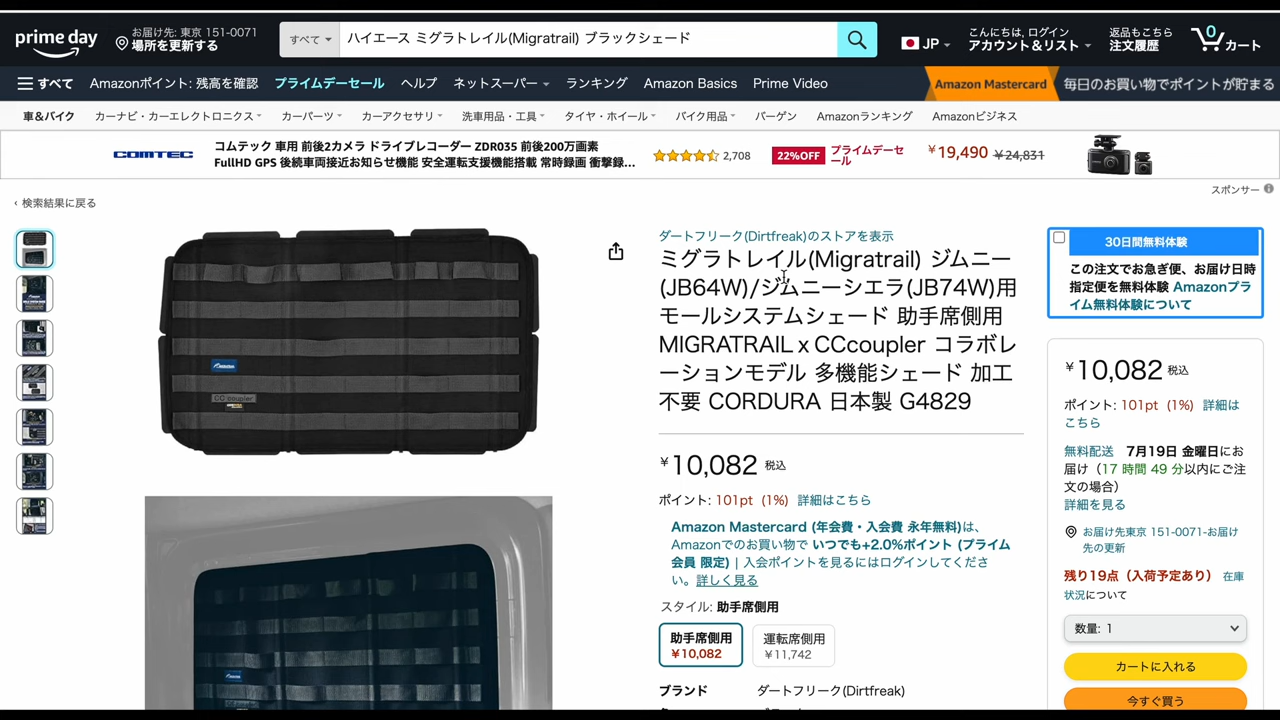 prime day
お届け先: 東京 151-0071
場所を更新する
すべて
ハイエース ミグラトレイル(Migratrail) ブラックシェード
JP
こんにちは, ログイン
アカウント＆リスト
返品もこちら
注文履歴
0
カート
すべて
Amazonポイント: 残高を確認
プライムデーセール
ヘルプ
ネットスーパー
ランキング
Amazon Basics
Prime Video
Amazon Mastercard
毎日のお買い物でポイントが貯まる
車＆バイク
カーナビ・カーエレクトロニクス
カーパーツ
カーアクセサリ
洗車用品・工具
タイヤ・ホイール
バイク用品
バーゲン
Amazonランキング
Amazonビジネス
COMTEC
コムテック 車用 前後2カメラ ドライブレコーダー ZDR035 前後200万画素
FullHD GPS 後続車両接近お知らせ機能 安全運転支援機能搭載 常時録画 衝撃録...
2,708
22%OFF
プライムデーセ
ール
￥19,490 ￥24,831
スポンサー
‹ 検索結果に戻る
ダートフリーク(Dirtfreak)のストアを表示
ミグラトレイル(Migratrail) ジムニー
(JB64W)/ジムニーシエラ(JB74W)用
モールシステムシェード 助手席側用
MIGRATRAIL x CCcoupler コラボレ
ーションモデル 多機能シェード 加工
不要 CORDURA 日本製 G4829
CC:coupler
￥10,082 税込
ポイント: 101pt (1%) 詳細はこちら
Amazon Mastercard (年会費・入会費 永年無料)は、
Amazonでのお買い物で いつでも+2.0%ポイント (プライム
会員 限定) | 入会ポイントを見るにはログインしてくださ
い。詳しく見る
スタイル: 助手席側用
助手席側用
￥10,082
運転席側用
￥11,742
ブランド
ダートフリーク(Dirtfreak)
30日間無料体験
この注文でお急ぎ便、お届け日時
指定便を無料体験 Amazonプラ
イム無料体験について
￥10,082 税込
ポイント: 101pt (1%) 詳細は
こちら
無料配送 7月19日 金曜日にお
届け（17 時間 49 分以内にご注
文の場合）
詳細を見る
お届け先東京 151-0071-お届け
先の更新
残り19点（入荷予定あり） 在庫
状況について
数量: 1
カートに入れる
今すぐ買う